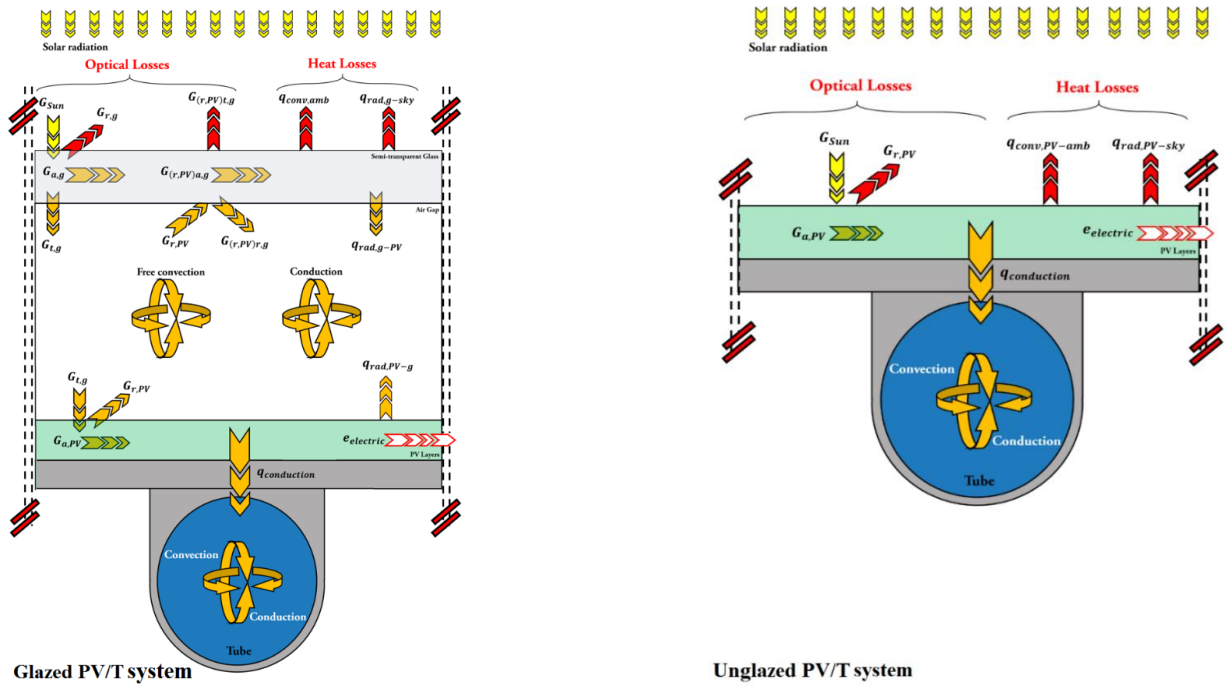 Solar radiation
Optical Losses
Heat Losses
G_Sun
G_r,g
G_(r,PV)t,g
q_conv,amb
q_rad,g−sky
Semi-transparent Glass
G_a,g
G_(r,PV)a,g
Air Gap
G_t,g
G_r,PV
G_(r,PV)r,g
q_rad,g−PV
Free convection
Conduction
G_t,g
G_r,PV
q_rad,PV−g
G_a,PV
e_electric
PV Layers
q_conduction
Convection
Conduction
Tube
Glazed PV/T system
Solar radiation
Optical Losses
Heat Losses
G_Sun
G_r,PV
q_conv,PV−amb
q_rad,PV−sky
G_a,PV
e_electric
PV Layers
q_conduction
Convection
Conduction
Tube
Unglazed PV/T system